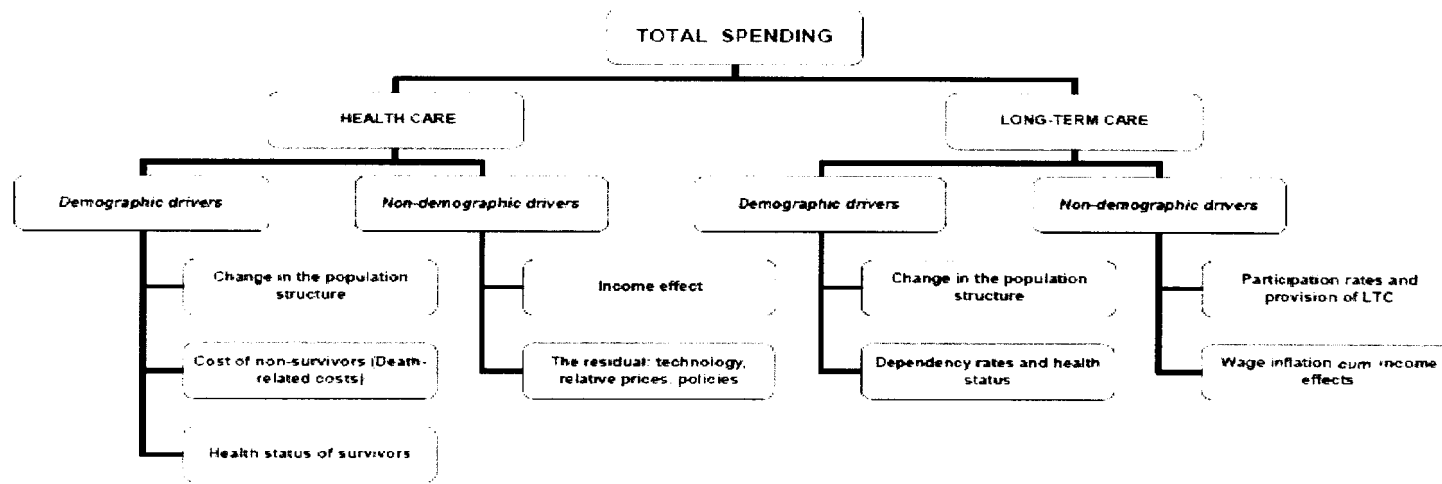 TOTAL SPENDING
HEALTH CARE
LONG-TERM CARE
Demographic drivers
Non-demographic drivers
Demographic drivers
Non-demographic drivers
Change in the population
structure
Income effect
Change in the population
structure
Participation rates and
provision of LTC
Cost of non-survivors (Death-
related costs)
The residual: technology,
relative prices, policies
Dependency rates and health
status
Wage inflation cum income
effects
Health status of survivors